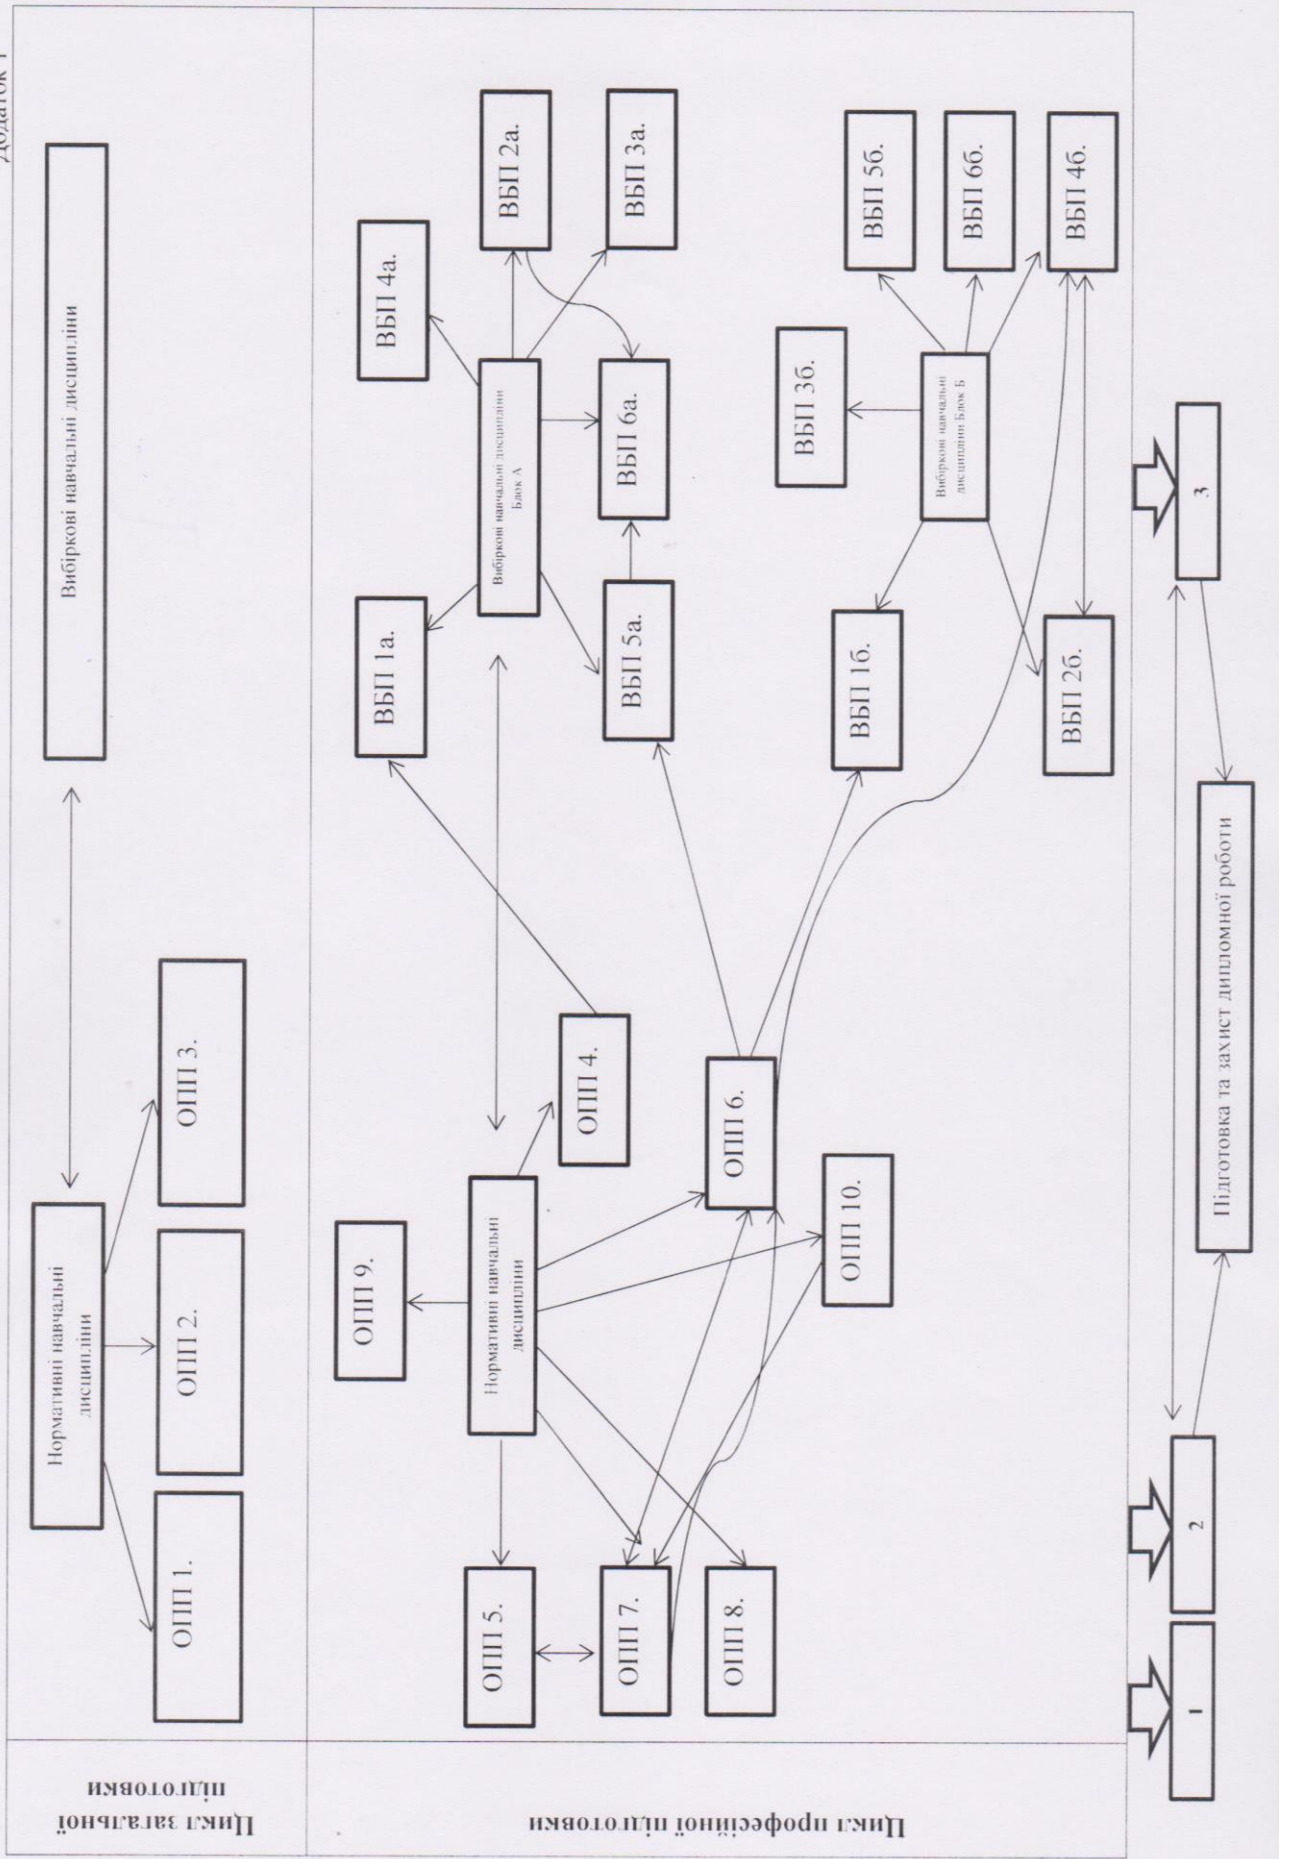 Додаток 1
Цикл загальної
підготовки
Нормативні навчальні
дисципліни
Вибіркові навчальні дисципліни
ОПП 1.
ОПП 2.
ОПП 3.
Цикл професійної підготовки
ОПП 9.
ВБП 1а.
ВБП 4а.
ОПП 5.
Нормативні навчальні
дисципліни
Вибіркові навчальні дисципліни
Блок А
ВБП 2а.
ОПП 7.
ОПП 4.
ВБП 5а.
ВБП 6а.
ВБП 3а.
ОПП 8.
ОПП 6.
ОПП 10.
ВБП 3б.
ВБП 1б.
ВБП 5б.
Вибіркові навчальні
дисципліни Блок Б
ВБП 6б.
ВБП 2б.
ВБП 4б.
1
2
3
Підготовка та захист дипломної роботи